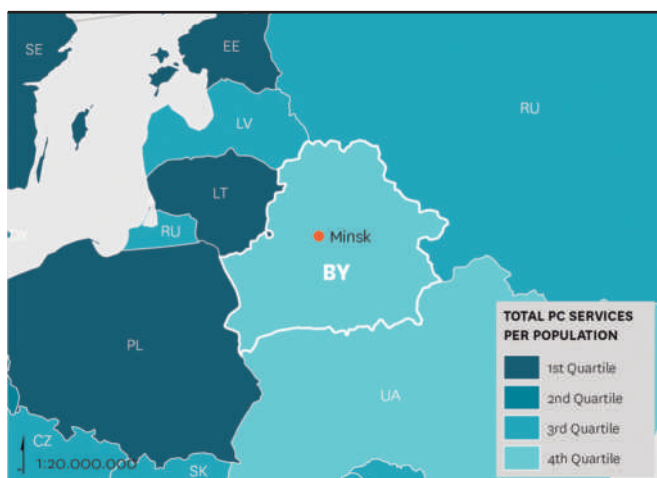 SE
EE
RU
LV
LT
RU
Minsk
BY
PL
UA
CZ
SK
1:20.000.000
TOTAL PC SERVICES
PER POPULATION
1st Quartile
2nd Quartile
3rd Quartile
4th Quartile